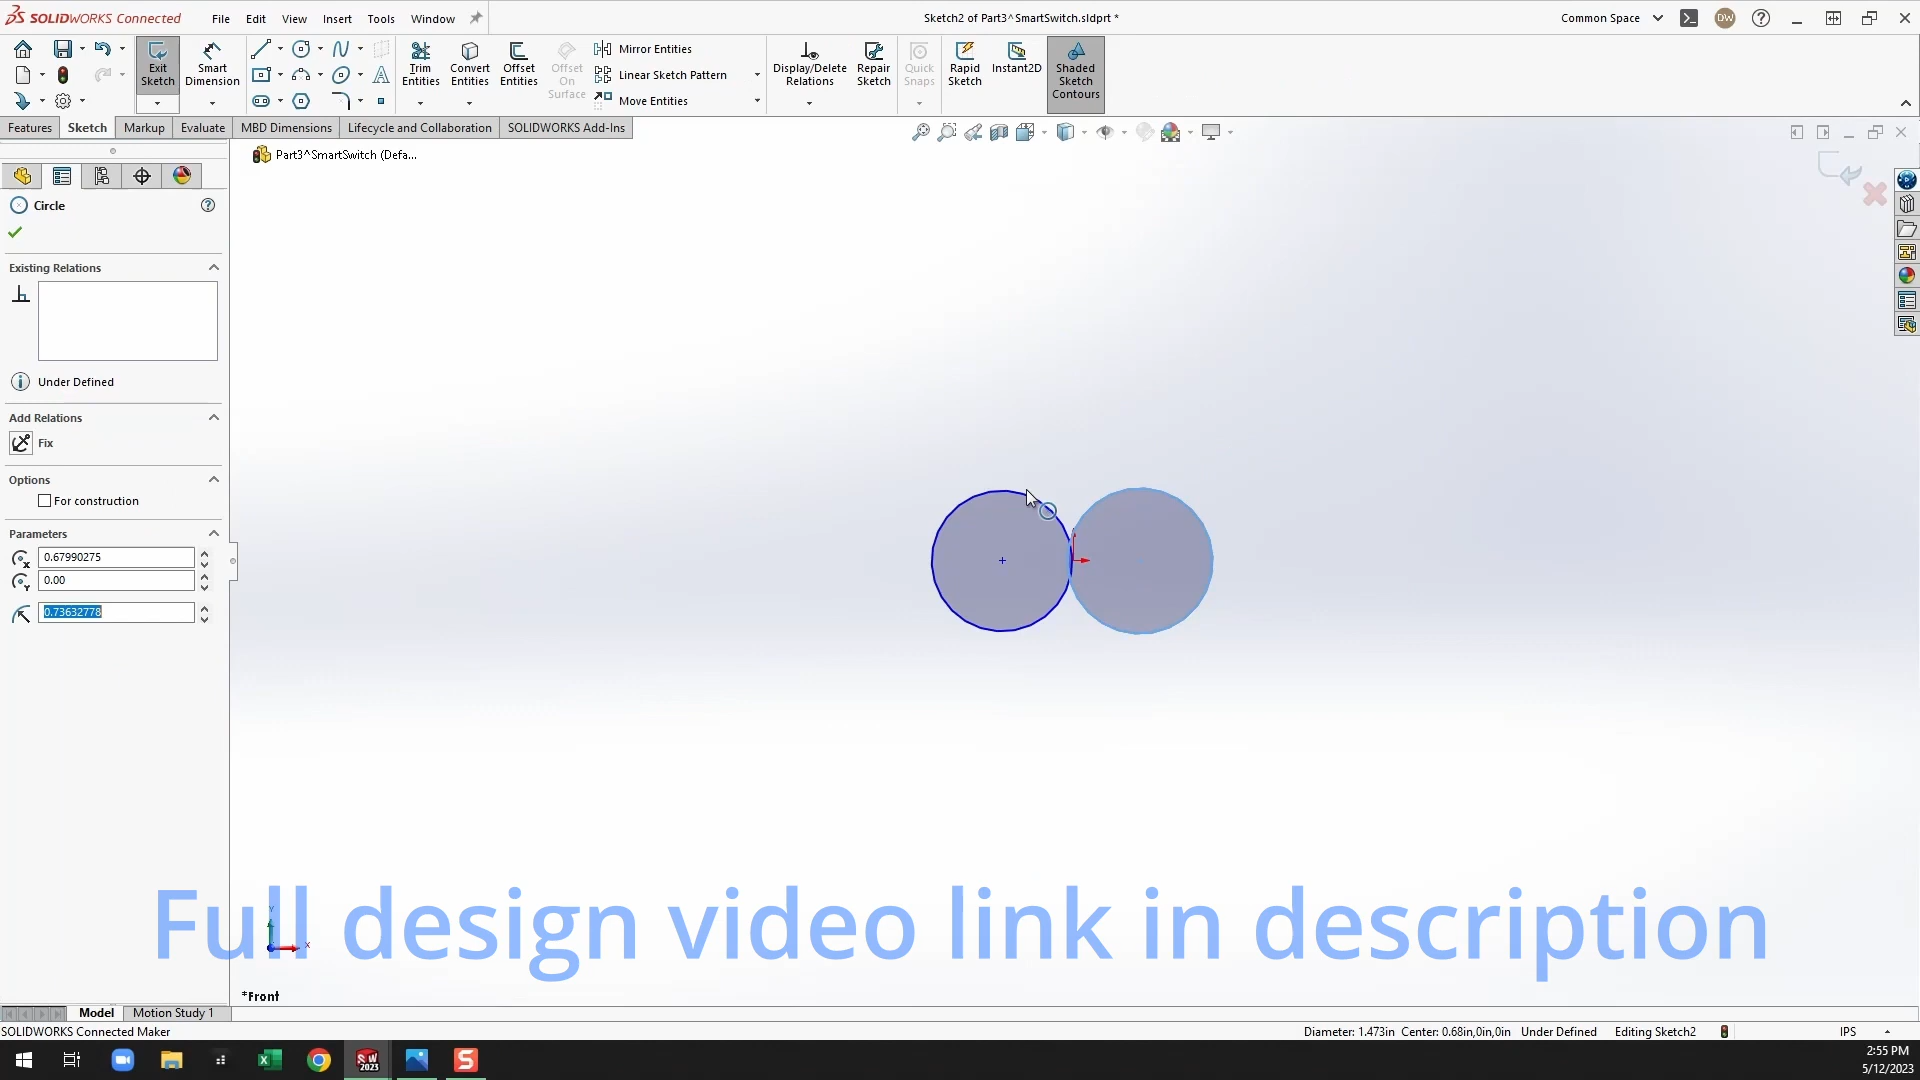 SOLIDWORKS Connected
File Edit View Insert Tools Window
Sketch2 of Part3^SmartSwitch.sldprt *
Common Space
DW
Exit Sketch
Smart Dimension
Trim Entities
Convert Entities
Offset Entities
Offset On Surface
Mirror Entities
Linear Sketch Pattern
Move Entities
Display/Delete Relations
Repair Sketch
Quick Snaps
Rapid Sketch
Instant2D
Shaded Sketch Contours
Features Sketch Markup Evaluate MBD Dimensions Lifecycle and Collaboration SOLIDWORKS Add-Ins
Part3^SmartSwitch (Defa...
Circle
Existing Relations
Under Defined
Add Relations
Fix
Options
For construction
Parameters
0.67990275
0.00
0.73632778
Full design video link in description
Y
X
*Front
Model Motion Study 1
SOLIDWORKS Connected Maker
Diameter: 1.473in Center: 0.68in,0in,0in Under Defined Editing Sketch2 IPS
SW 2023
S
2:55 PM
5/12/2023